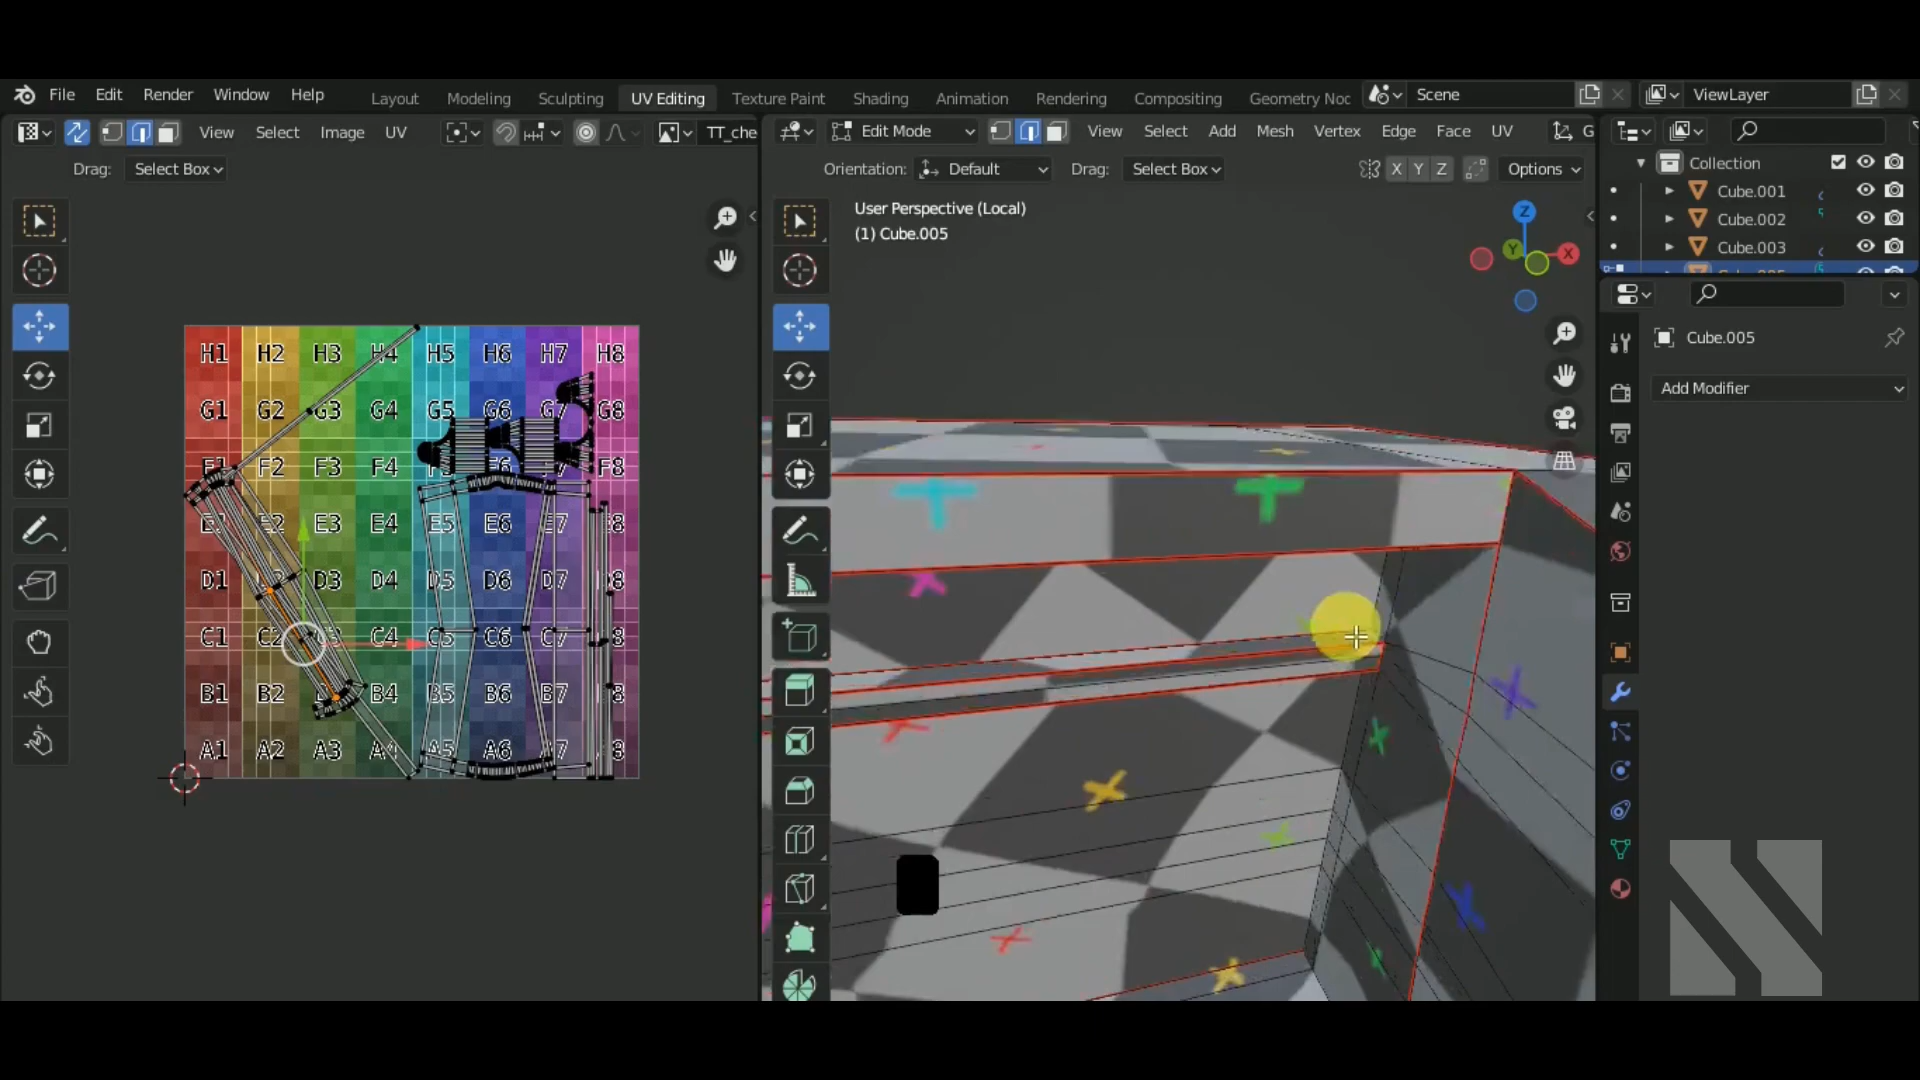 File Edit Render Window Help Layout Modeling Sculpting UV Editing Texture Paint Shading Animation Rendering Compositing Geometry Noc Scene ViewLayer
View Select Image UV TT_che Edit Mode View Select Add Mesh Vertex Edge Face UV G
Drag: Select Box Orientation: Default Drag: Select Box X Y Z Options
Collection
Cube.001
Cube.002
Cube.003
User Perspective (Local)
(1) Cube.005
Z
Y
X
Cube.005
Add Modifier
H1 H2 H3 H4 H5 H6 H7 H8
G1 G2 G3 G4 G5 G6 G7 G8
F1 F2 F3 F4 F6 F8
E2 E3 E4 E5 E6 E7
D1 D3 D4 D5 D6 D7
C1 C2 C4 C5 C6 C7
B1 B2 B4 B5 B6 B7
A1 A2 A3 A4 A5 A6